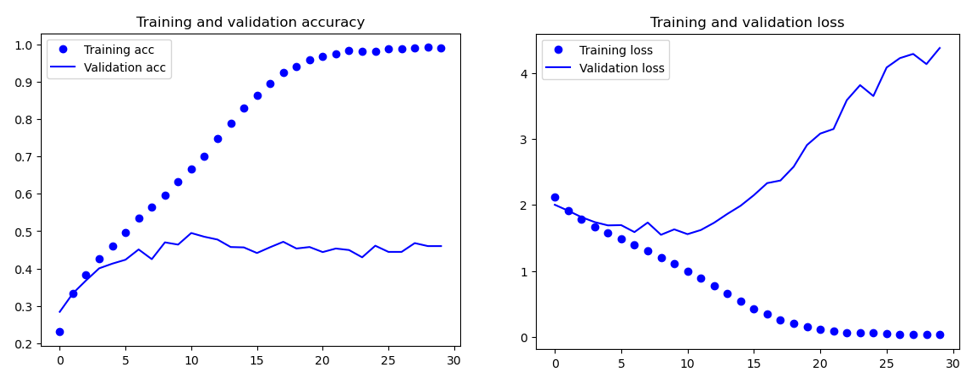 Training and validation accuracy
Training acc
Validation acc
1.0
0.9
0.8
0.7
0.6
0.5
0.4
0.3
0.2
0 5 10 15 20 25 30
Training and validation loss
Training loss
Validation loss
4
3
2
1
0
0 5 10 15 20 25 30